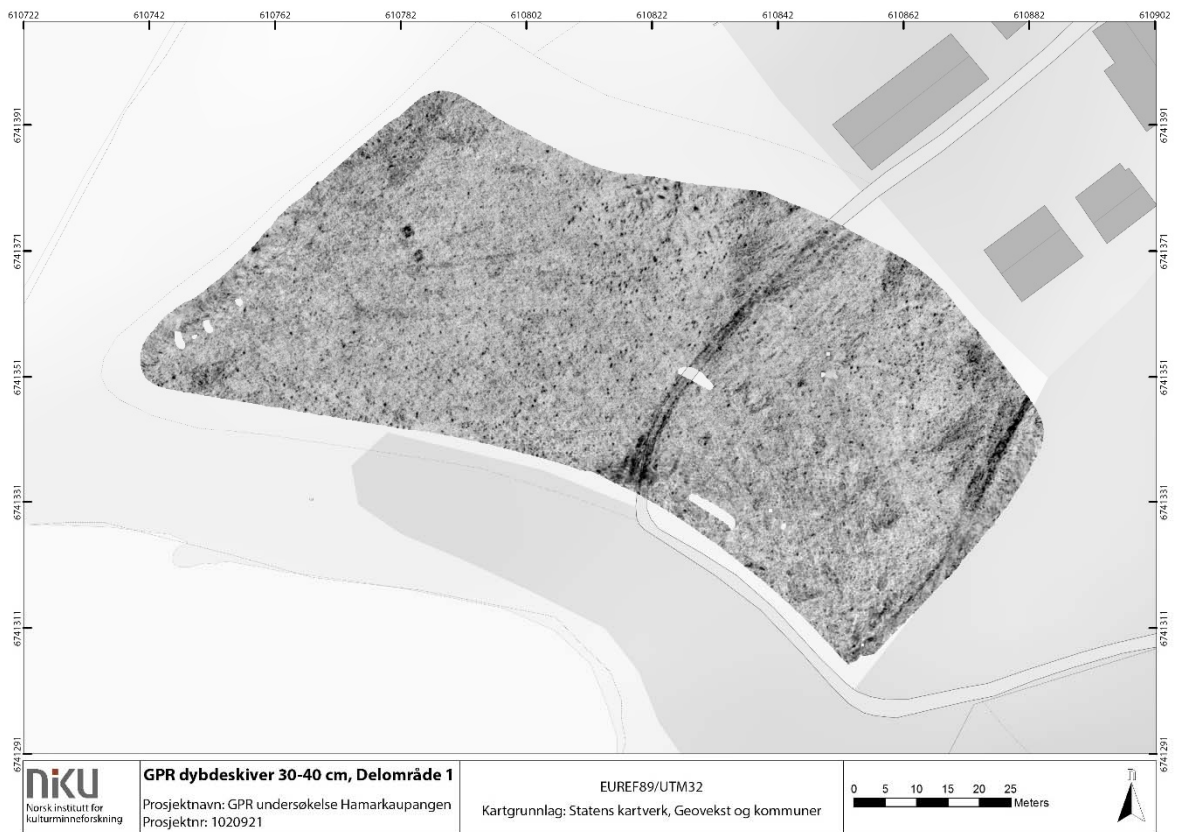 610722 610742 610762 610782 610802 610822 610842 610862 610882 610902
6741391 6741391
6741371 6741371
6741351 6741351
6741331 6741331
6741311 6741311
6741291 6741291
NIKU
Norsk institutt for
kulturminneforskning
GPR dybdeskiver 30-40 cm, Delområde 1
Prosjektnavn: GPR undersøkelse Hamarkaupangen
Prosjektnr: 1020921
EUREF89/UTM32
Kartgrunnlag: Statens kartverk, Geovekst og kommuner
0 5 10 15 20 25
Meters